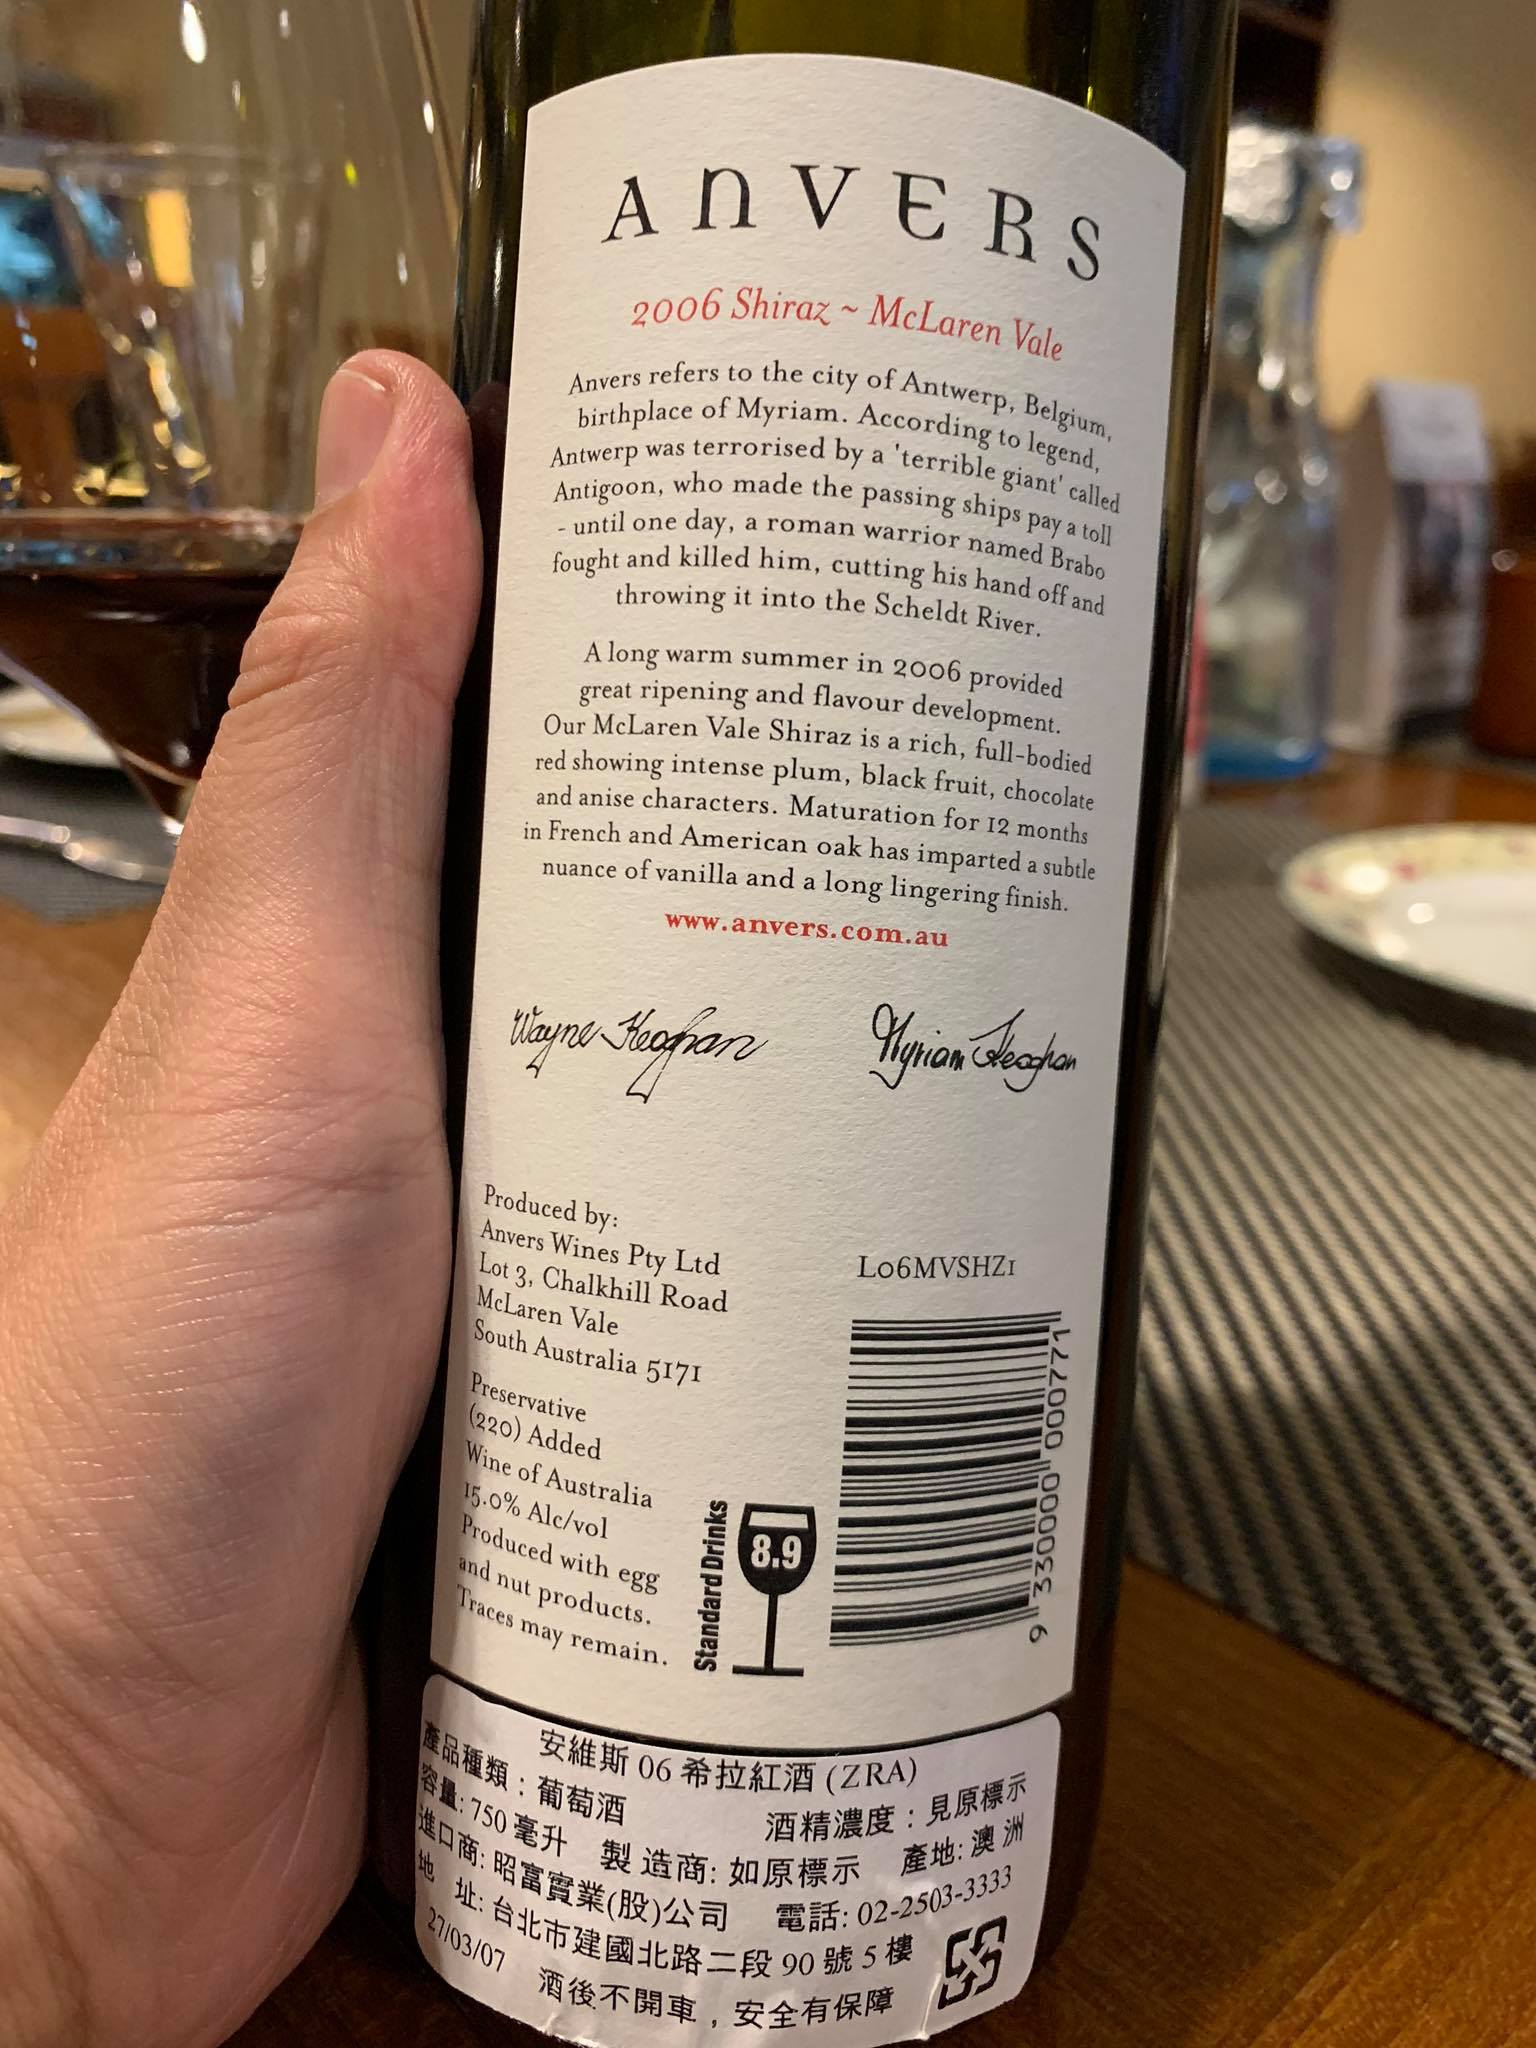 ANVERS
2006 Shiraz ~ McLaren Vale
Anvers refers to the city of Antwerp, Belgium,
birthplace of Myriam. According to legend,
Antwerp was terrorised by a 'terrible giant' called
Antigoon, who made the passing ships pay a toll
- until one day, a roman warrior named Brabo
fought and killed him, cutting his hand off and
throwing it into the Scheldt River.
A long warm summer in 2006 provided
great ripening and flavour development.
Our McLaren Vale Shiraz is a rich, full-bodied
red showing intense plum, black fruit, chocolate
and anise characters. Maturation for 12 months
in French and American oak has imparted a subtle
nuance of vanilla and a long lingering finish.
www.anvers.com.au
Wayne Keoghan Myriam Keoghan
Produced by:
Anvers Wines Pty Ltd
Lot 3, Chalkhill Road
McLaren Vale
South Australia 5171
Preservative
(220) Added
Wine of Australia
15.0% Alc/vol
Produced with egg
and nut products.
Traces may remain.
Standard Drinks
8.9
L06MVSHZ1
9 330000 000771
安維斯 06 希拉紅酒 (ZRA)
產品種類：葡萄酒 酒精濃度：見原標示
容量: 750 毫升 製造商: 如原標示 產地: 澳洲
進口商: 昭富實業(股)公司 電話: 02-2503-3333
地 址: 台北市建國北路二段 90 號 5 樓
27/03/07 酒後不開車，安全有保障